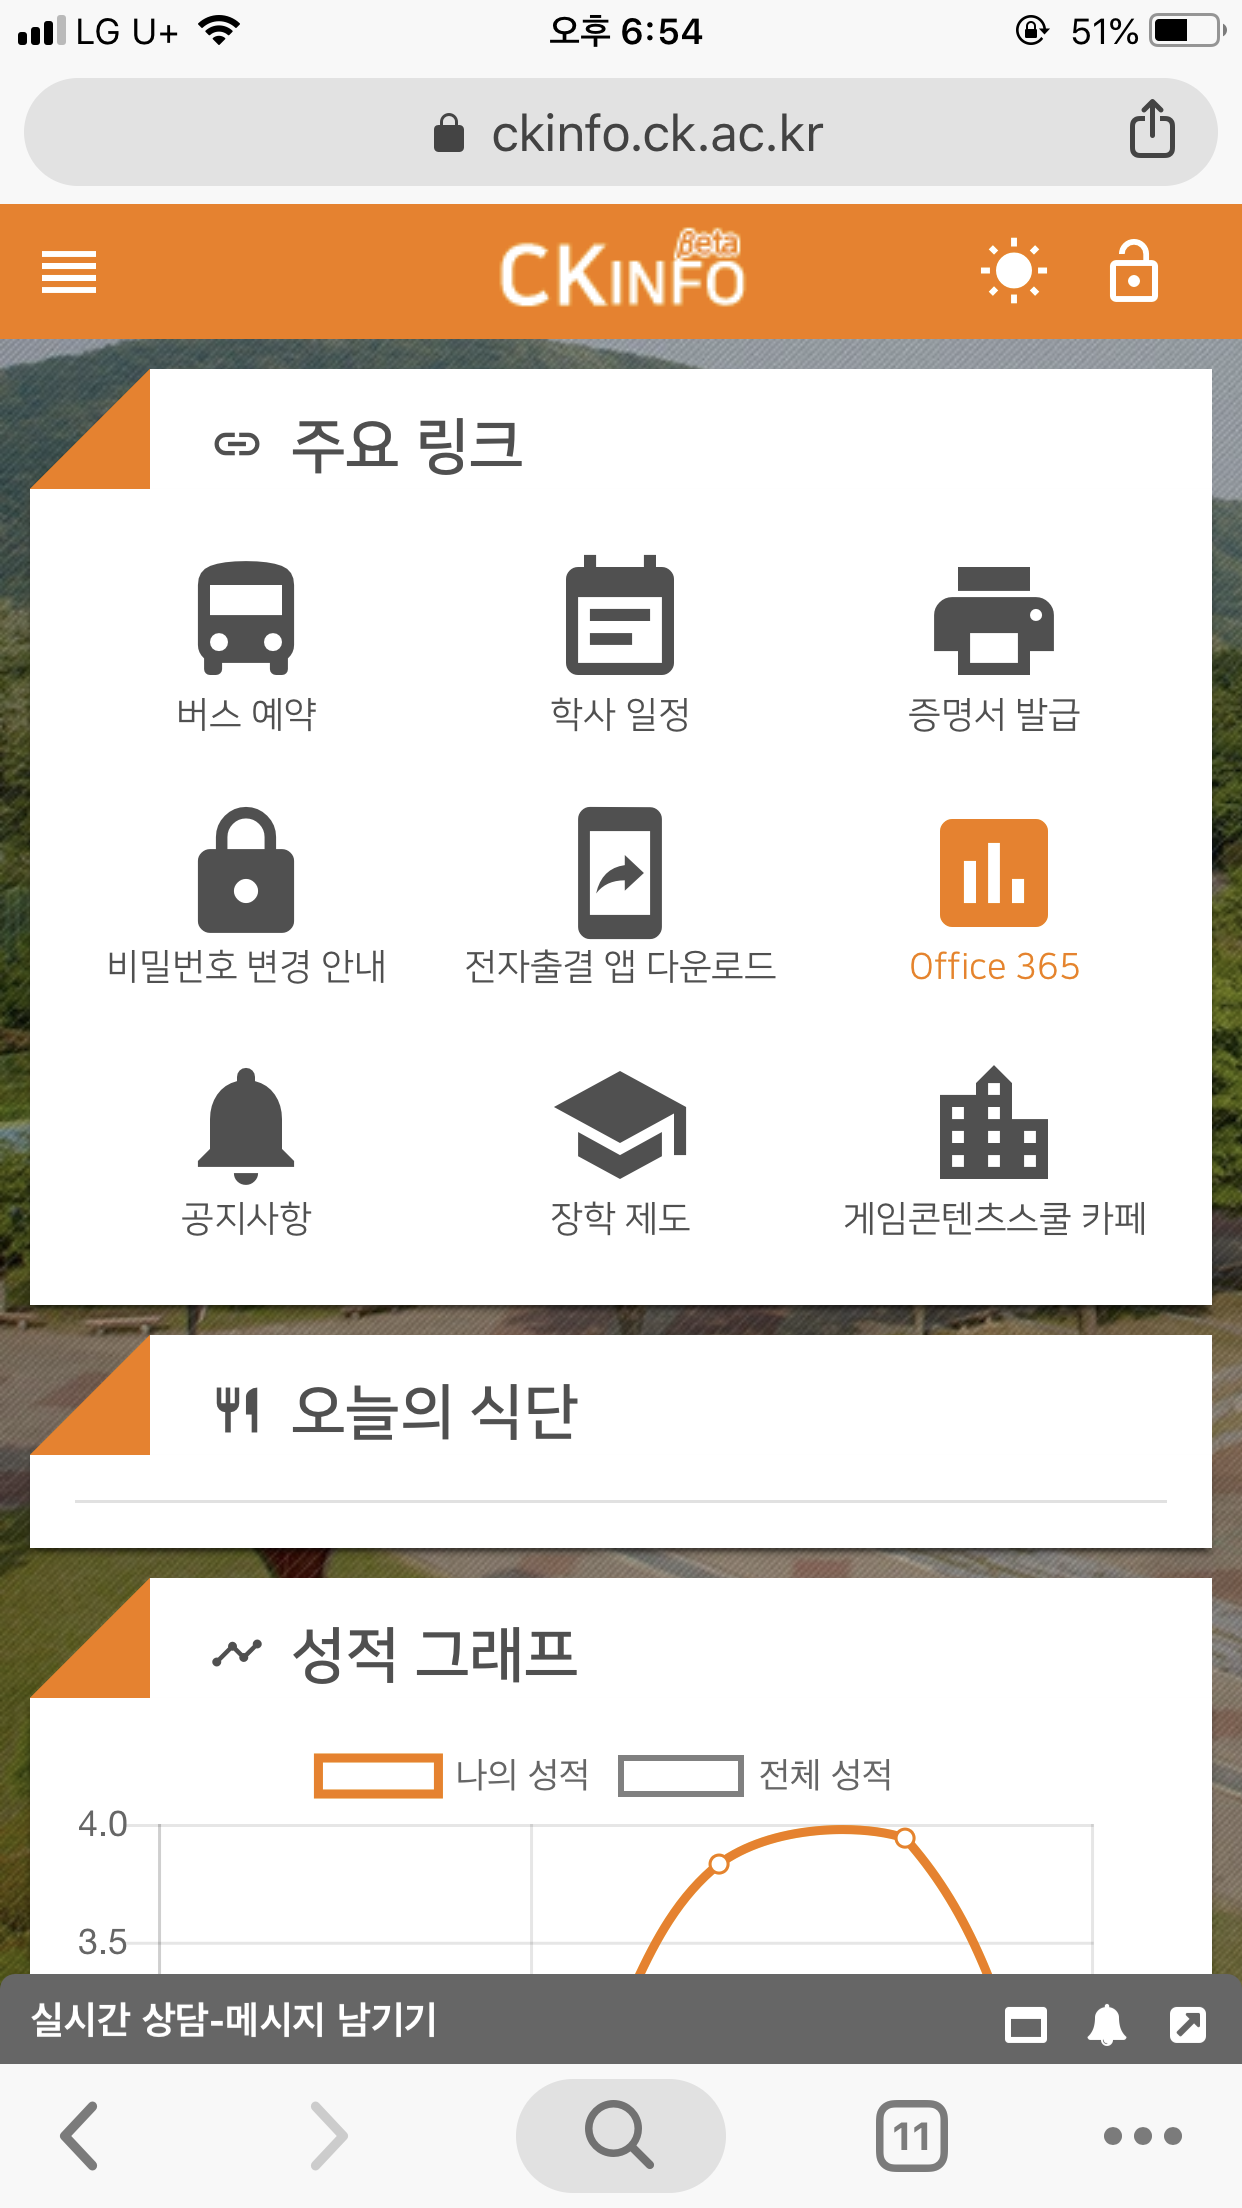 LG U+ 오후 6:54 51%
ckinfo.ck.ac.kr
CKINFO Beta
주요 링크
버스 예약 학사 일정 증명서 발급
비밀번호 변경 안내 전자출결 앱 다운로드 Office 365
공지사항 장학 제도 게임콘텐츠스쿨 카페
오늘의 식단
성적 그래프
나의 성적 전체 성적
4.0
3.5
실시간 상담-메시지 남기기
11